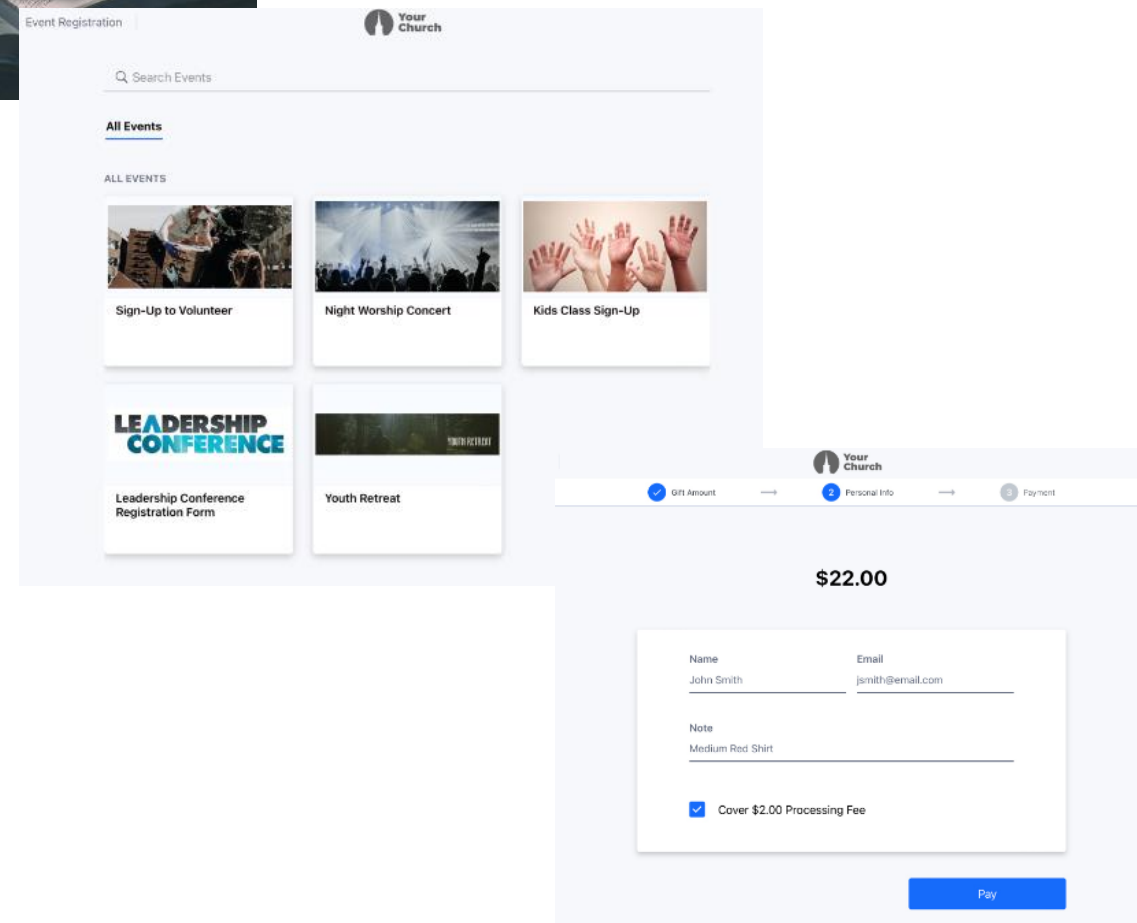 Event Registration
Your
Church
Search Events
All Events
ALL EVENTS
Sign-Up to Volunteer
Night Worship Concert
Kids Class Sign-Up
LEADERSHIP
CONFERENCE
YOUTH RETREAT
Leadership Conference
Registration Form
Youth Retreat
Your
Church
Gift Amount
2 Personal Info
3 Payment
$22.00
Name
Email
John Smith
jsmith@email.com
Note
Medium Red Shirt
Cover $2.00 Processing Fee
Pay